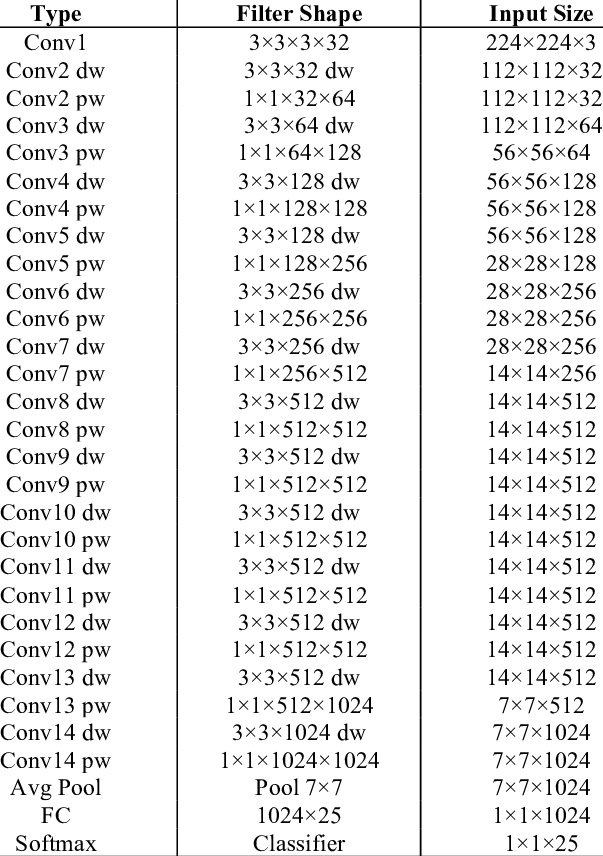 Type Filter Shape Input Size
Conv1 3×3×3×32 224×224×3
Conv2 dw 3×3×32 dw 112×112×32
Conv2 pw 1×1×32×64 112×112×32
Conv3 dw 3×3×64 dw 112×112×64
Conv3 pw 1×1×64×128 56×56×64
Conv4 dw 3×3×128 dw 56×56×128
Conv4 pw 1×1×128×128 56×56×128
Conv5 dw 3×3×128 dw 56×56×128
Conv5 pw 1×1×128×256 28×28×128
Conv6 dw 3×3×256 dw 28×28×256
Conv6 pw 1×1×256×256 28×28×256
Conv7 dw 3×3×256 dw 28×28×256
Conv7 pw 1×1×256×512 14×14×256
Conv8 dw 3×3×512 dw 14×14×512
Conv8 pw 1×1×512×512 14×14×512
Conv9 dw 3×3×512 dw 14×14×512
Conv9 pw 1×1×512×512 14×14×512
Conv10 dw 3×3×512 dw 14×14×512
Conv10 pw 1×1×512×512 14×14×512
Conv11 dw 3×3×512 dw 14×14×512
Conv11 pw 1×1×512×512 14×14×512
Conv12 dw 3×3×512 dw 14×14×512
Conv12 pw 1×1×512×512 14×14×512
Conv13 dw 3×3×512 dw 14×14×512
Conv13 pw 1×1×512×1024 7×7×512
Conv14 dw 3×3×1024 dw 7×7×1024
Conv14 pw 1×1×1024×1024 7×7×1024
Avg Pool Pool 7×7 7×7×1024
FC 1024×25 1×1×1024
Softmax Classifier 1×1×25